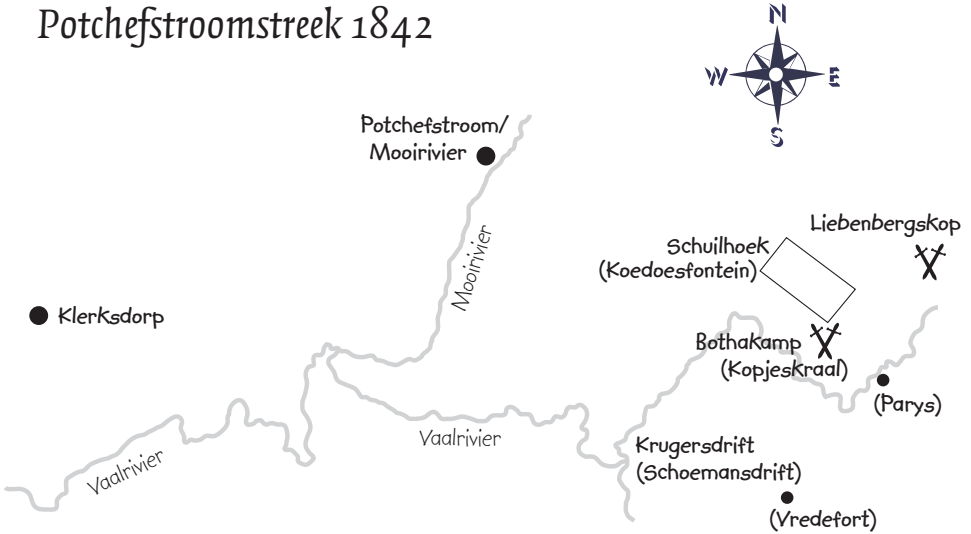 Potchefstroomstreek 1842
N
W
E
S
Potchefstroom/
Mooirivier
Mooirivier
Liebenbergskop
Schuilhoek
(Koedoesfontein)
Klerksdorp
Bothakamp
(Kopjeskraal)
(Parys)
Vaalrivier
Vaalrivier
Krugersdrift
(Schoemansdrift)
(Vredefort)